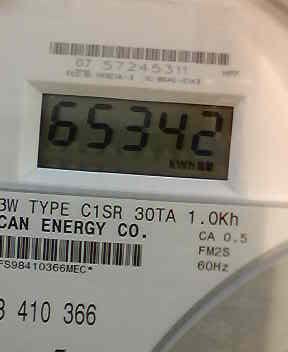 07 57245311
65342
KWH
3W TYPE C1SR 30TA 1.0Kh
CAN ENERGY CO.
CA 0.5
FM2S
60Hz
FS98410366MEC*
410 366